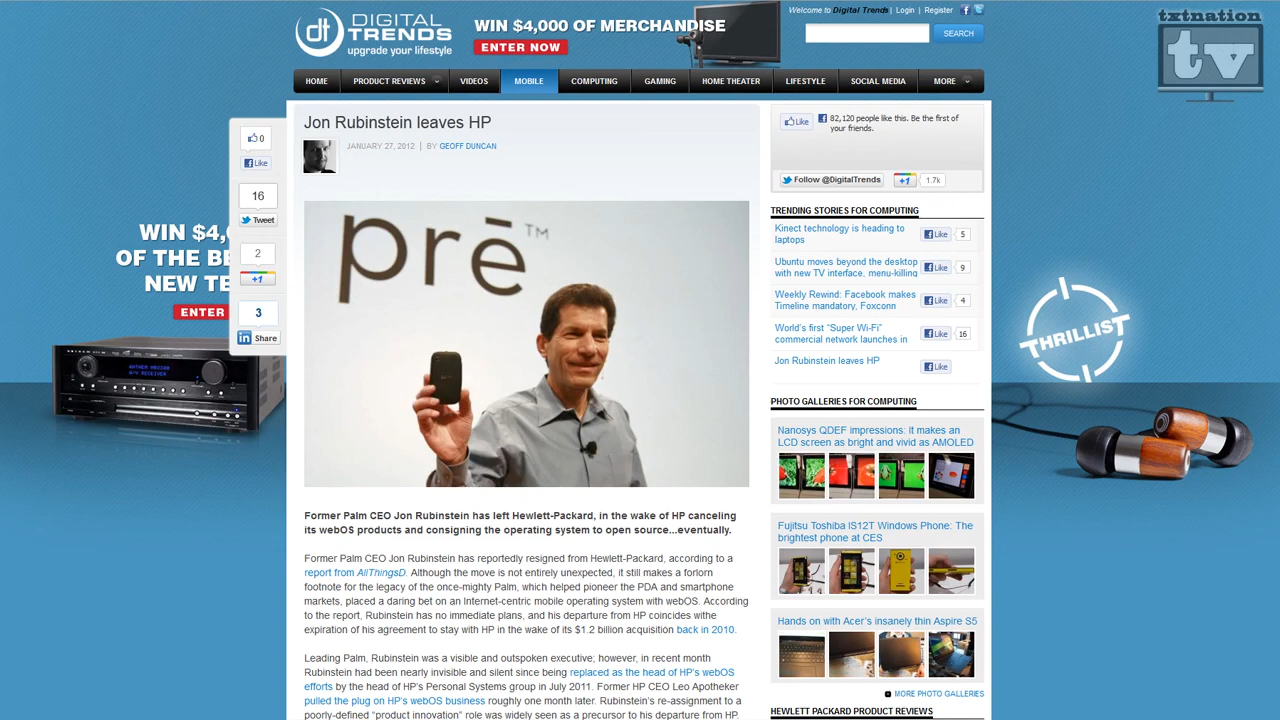 DIGITAL
TRENDS
upgrade your lifestyle
dt
WIN $4,000 OF MERCHANDISE
ENTER NOW
Welcome to Digital Trends | Login | Register
SEARCH
txtnation
tv
HOME
PRODUCT REVIEWS
VIDEOS
MOBILE
COMPUTING
GAMING
HOME THEATER
LIFESTYLE
SOCIAL MEDIA
MORE
Jon Rubinstein leaves HP
JANUARY 27, 2012 | BY GEOFF DUNCAN
0
Like
16
Tweet
2
+1
3
Share
WIN $4,
OF THE BE
NEW TE
ENTER
ANTHEM MRX300
A/V RECEIVER
prē™
Former Palm CEO Jon Rubinstein has left Hewlett-Packard, in the wake of HP canceling
its webOS products and consigning the operating system to open source...eventually.
Former Palm CEO Jon Rubinstein has reportedly resigned from Hewlett-Packard, according to a
report from AllThingsD. Although the move is not entirely unexpected, it still makes a forlorn
footnote for the legacy of the once-mighty Palm, which helped pioneer the PDA and smartphone
markets, placed a daring bet on an Internet-centric mobile operating system with webOS. According
to the report, Rubinstein has no immediate plans, and his departure from HP coincides withe
expiration of his agreement to stay with HP in the wake of its $1.2 billion acquisition back in 2010.
Leading Palm, Rubinstein was a visible and outspoken executive; however, in recent month
Rubinstein had been nearly invisible and silent since being replaced as the head of HP's webOS
efforts by the head of HP's Personal Systems group in July 2011. Former HP CEO Leo Apotheker
pulled the plug on HP's webOS business roughly one month later. Rubinstein's re-assignment to a
poorly-defined "product innovation" role was widely seen as a precursor to his departure from HP.
Like
82,120 people like this. Be the first of
your friends.
Follow @DigitalTrends
+1
1.7k
TRENDING STORIES FOR COMPUTING
Kinect technology is heading to
laptops
Like 5
Ubuntu moves beyond the desktop
with new TV interface, menu-killing
Like 9
Weekly Rewind: Facebook makes
Timeline mandatory, Foxconn
Like 4
World's first "Super Wi-Fi"
commercial network launches in
Like 16
Jon Rubinstein leaves HP
Like
PHOTO GALLERIES FOR COMPUTING
Nanosys QDEF impressions: It makes an
LCD screen as bright and vivid as AMOLED
Fujitsu Toshiba IS12T Windows Phone: The
brightest phone at CES
Hands on with Acer's insanely thin Aspire S5
MORE PHOTO GALLERIES
HEWLETT PACKARD PRODUCT REVIEWS
THRILLIST